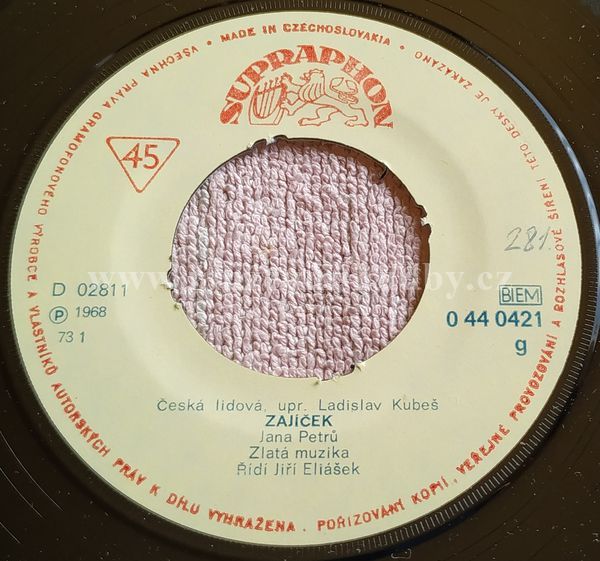 • MADE IN CZECHOSLOVAKIA •
VŠECHNA PRÁVA GRAMOFONOVÉHO VÝROBCE A VLASTNÍKŮ AUTORSKÝCH PRÁV K DÍLU VYHRAŽENA. POŘIZOVÁNÍ KOPIÍ, VEŘEJNÉ PROVOZOVÁNÍ A ROZHLASOVÉ ŠÍŘENÍ TÉTO DESKY JE ZAKÁZÁNO
SUPRAPHON
45
281.
D 02811
BIEM
Ⓟ 1968
0 44 0421
73 1
g
Česká lidová, upr. Ladislav Kubeš
ZAJÍČEK
Jana Petrů
Zlatá muzika
Řídí Jiří Eliášek